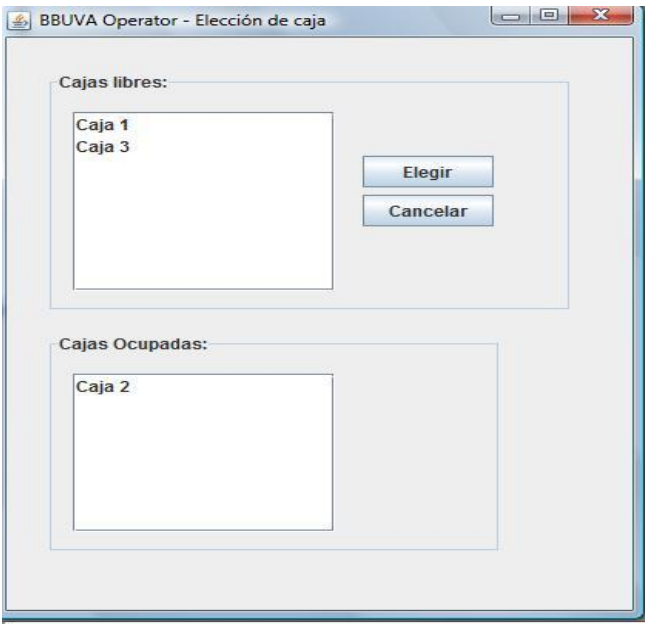 BBUVA Operator - Elección de caja
Cajas libres:
Caja 1
Caja 3
Elegir
Cancelar
Cajas Ocupadas:
Caja 2